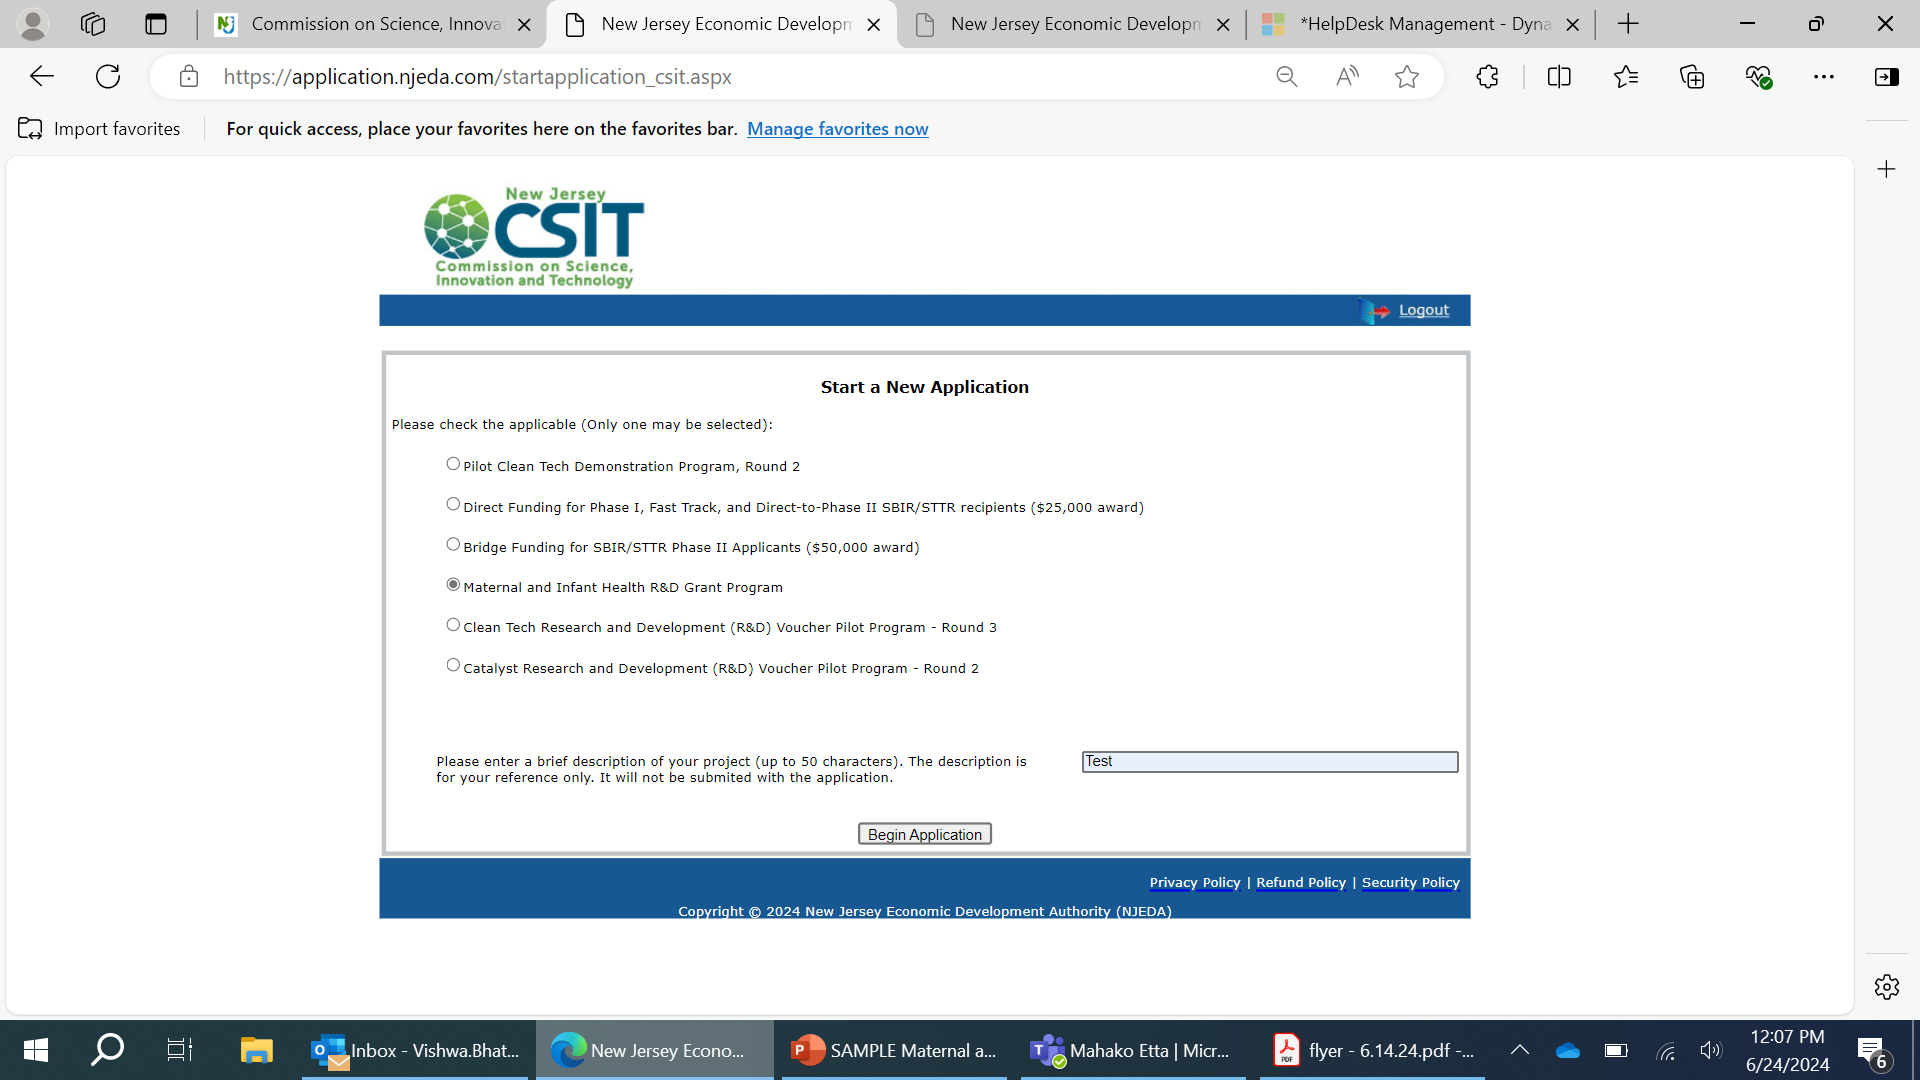 Commission on Science, Innova
New Jersey Economic Developm
New Jersey Economic Developm
*HelpDesk Management - Dyna
https://application.njeda.com/startapplication_csit.aspx
Import favorites
For quick access, place your favorites here on the favorites bar. Manage favorites now
New Jersey
CSIT
Commission on Science,
Innovation and Technology
Logout
Start a New Application
Please check the applicable (Only one may be selected):
Pilot Clean Tech Demonstration Program, Round 2
Direct Funding for Phase I, Fast Track, and Direct-to-Phase II SBIR/STTR recipients ($25,000 award)
Bridge Funding for SBIR/STTR Phase II Applicants ($50,000 award)
Maternal and Infant Health R&D Grant Program
Clean Tech Research and Development (R&D) Voucher Pilot Program - Round 3
Catalyst Research and Development (R&D) Voucher Pilot Program - Round 2
Please enter a brief description of your project (up to 50 characters). The description is
for your reference only. It will not be submited with the application.
Test
Begin Application
Privacy Policy | Refund Policy | Security Policy
Copyright © 2024 New Jersey Economic Development Authority (NJEDA)
Inbox - Vishwa.Bhat...
New Jersey Econo...
SAMPLE Maternal a...
Mahako Etta | Micr...
flyer - 6.14.24.pdf -...
12:07 PM
6/24/2024
6